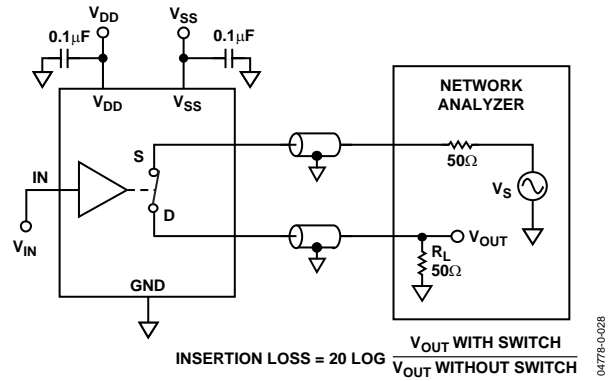 VDD
VSS
0.1μF
0.1μF
VDD
VSS
NETWORK
ANALYZER
S
50Ω
IN
VS
D
VOUT
VIN
RL
50Ω
GND
INSERTION LOSS = 20 LOG VOUT WITH SWITCH
VOUT WITHOUT SWITCH
04778-0-028